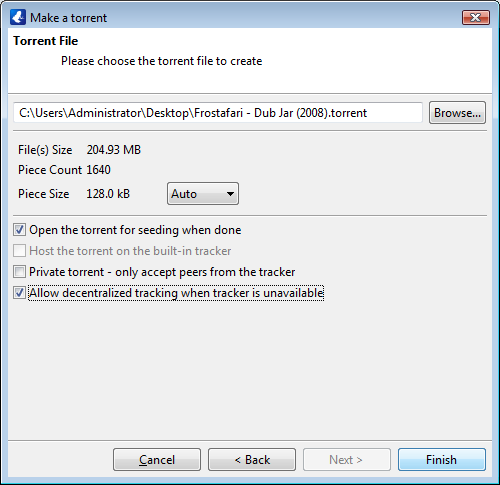 Make a torrent
Torrent File
Please choose the torrent file to create
C:\Users\Administrator\Desktop\Frostafari - Dub Jar (2008).torrent Browse...
File(s) Size 204.93 MB
Piece Count 1640
Piece Size 128.0 kB Auto
Open the torrent for seeding when done
Host the torrent on the built-in tracker
Private torrent - only accept peers from the tracker
Allow decentralized tracking when tracker is unavailable
Cancel < Back Next > Finish